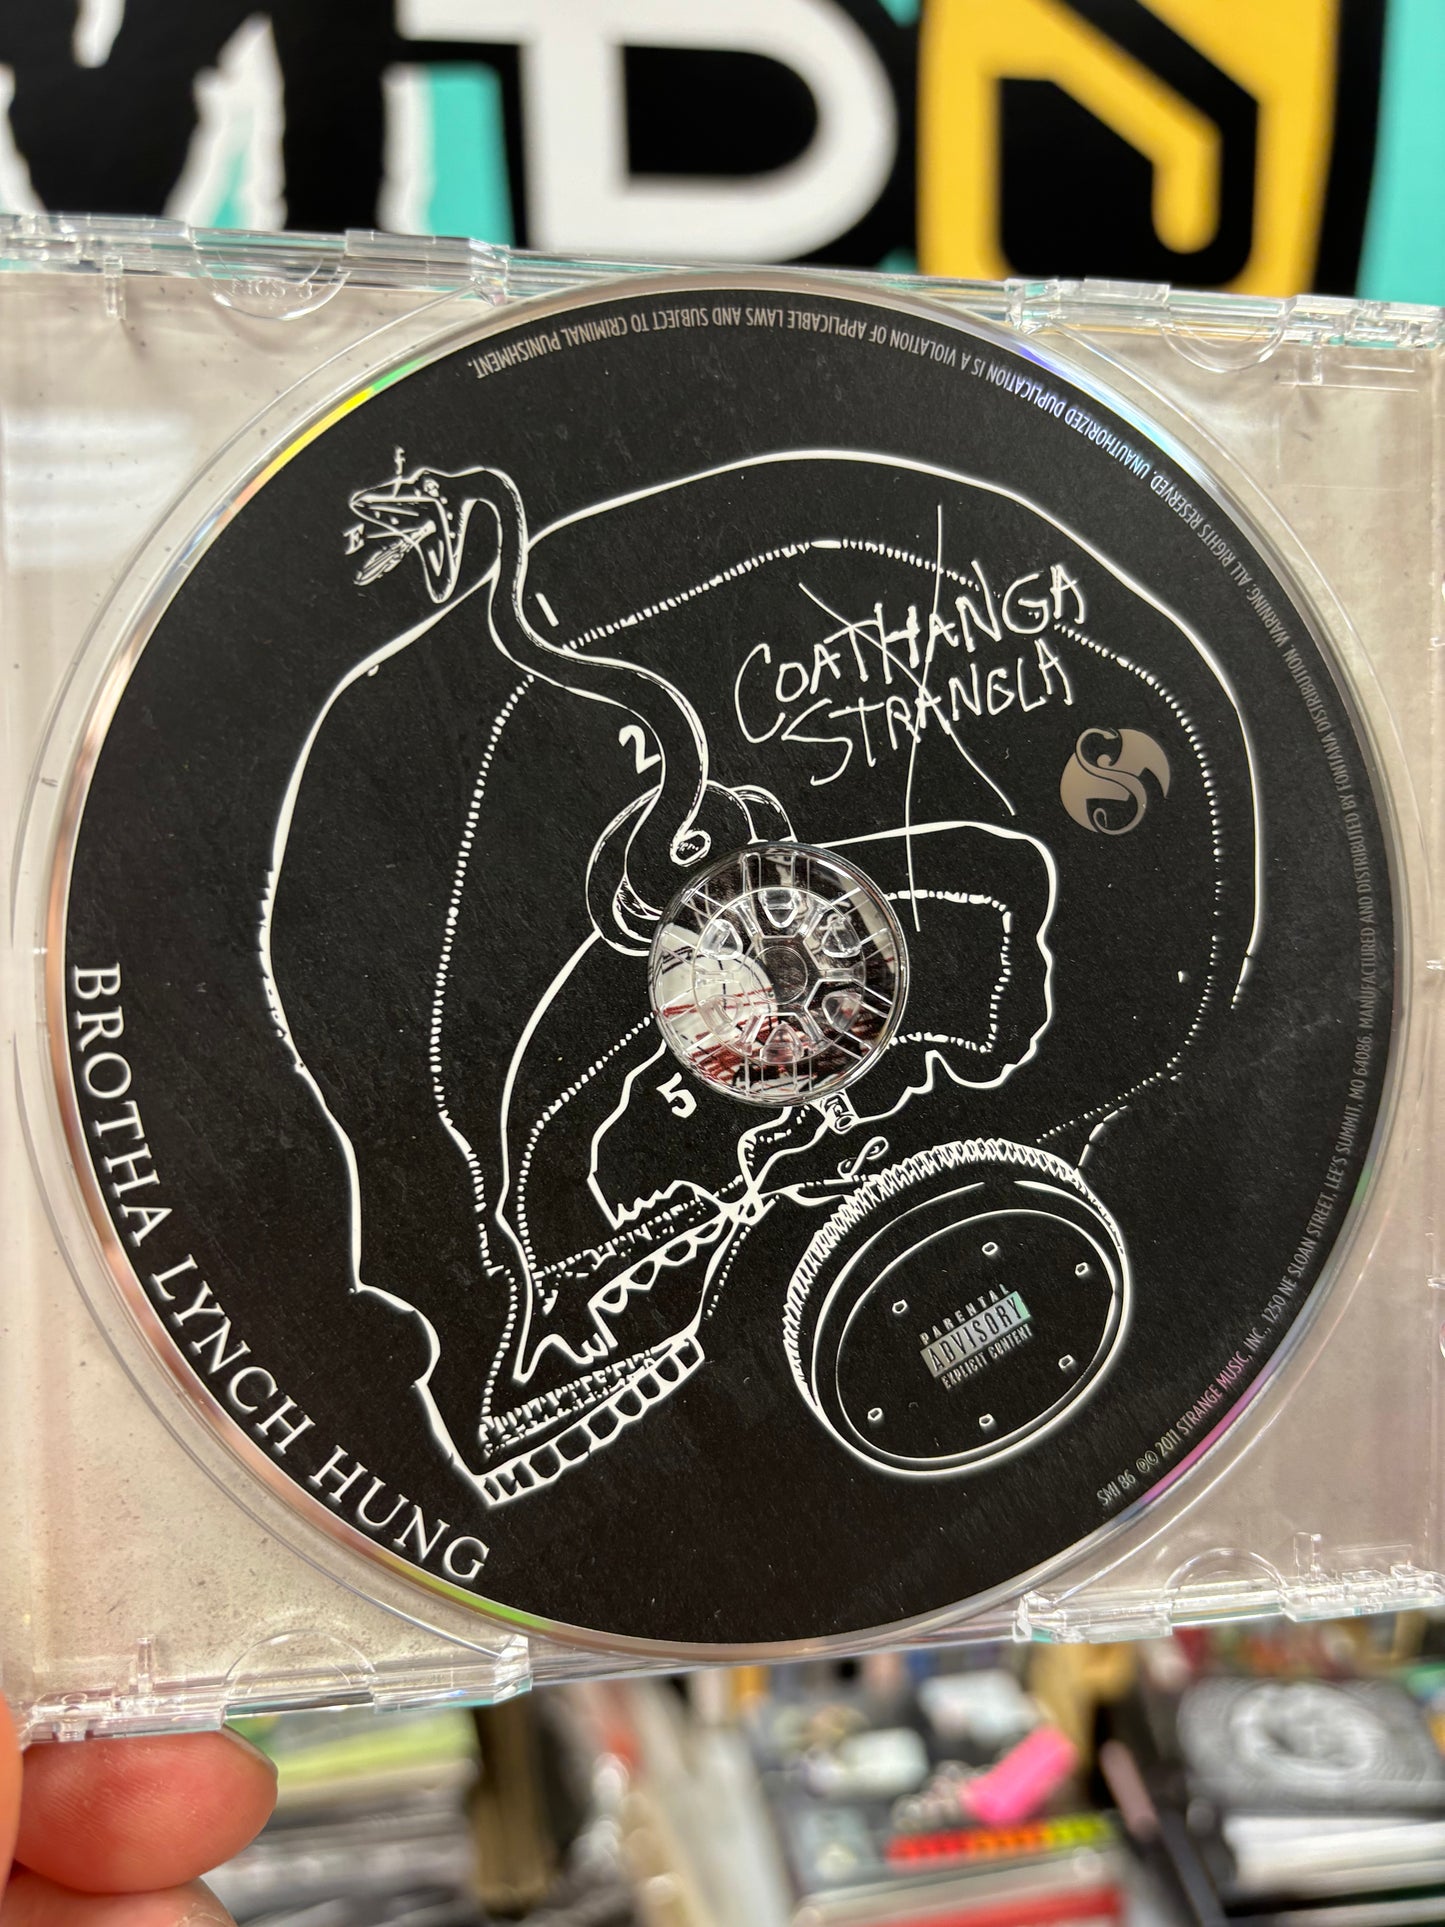 COATHANGA
STRANGLA
BROTHA LYNCH HUNG
f
E
1
2
5
PARENTAL
ADVISORY
EXPLICIT CONTENT
SMI 86 ℗© 2011 STRANGE MUSIC, INC., 1250 NE SLOAN STREET, LEE'S SUMMIT, MO 64086. MANUFACTURED AND DISTRIBUTED BY FONTANA DISTRIBUTION. WARNING: ALL RIGHTS RESERVED. UNAUTHORIZED DUPLICATION IS A VIOLATION OF APPLICABLE LAWS AND SUBJECT TO CRIMINAL PUNISHMENT.